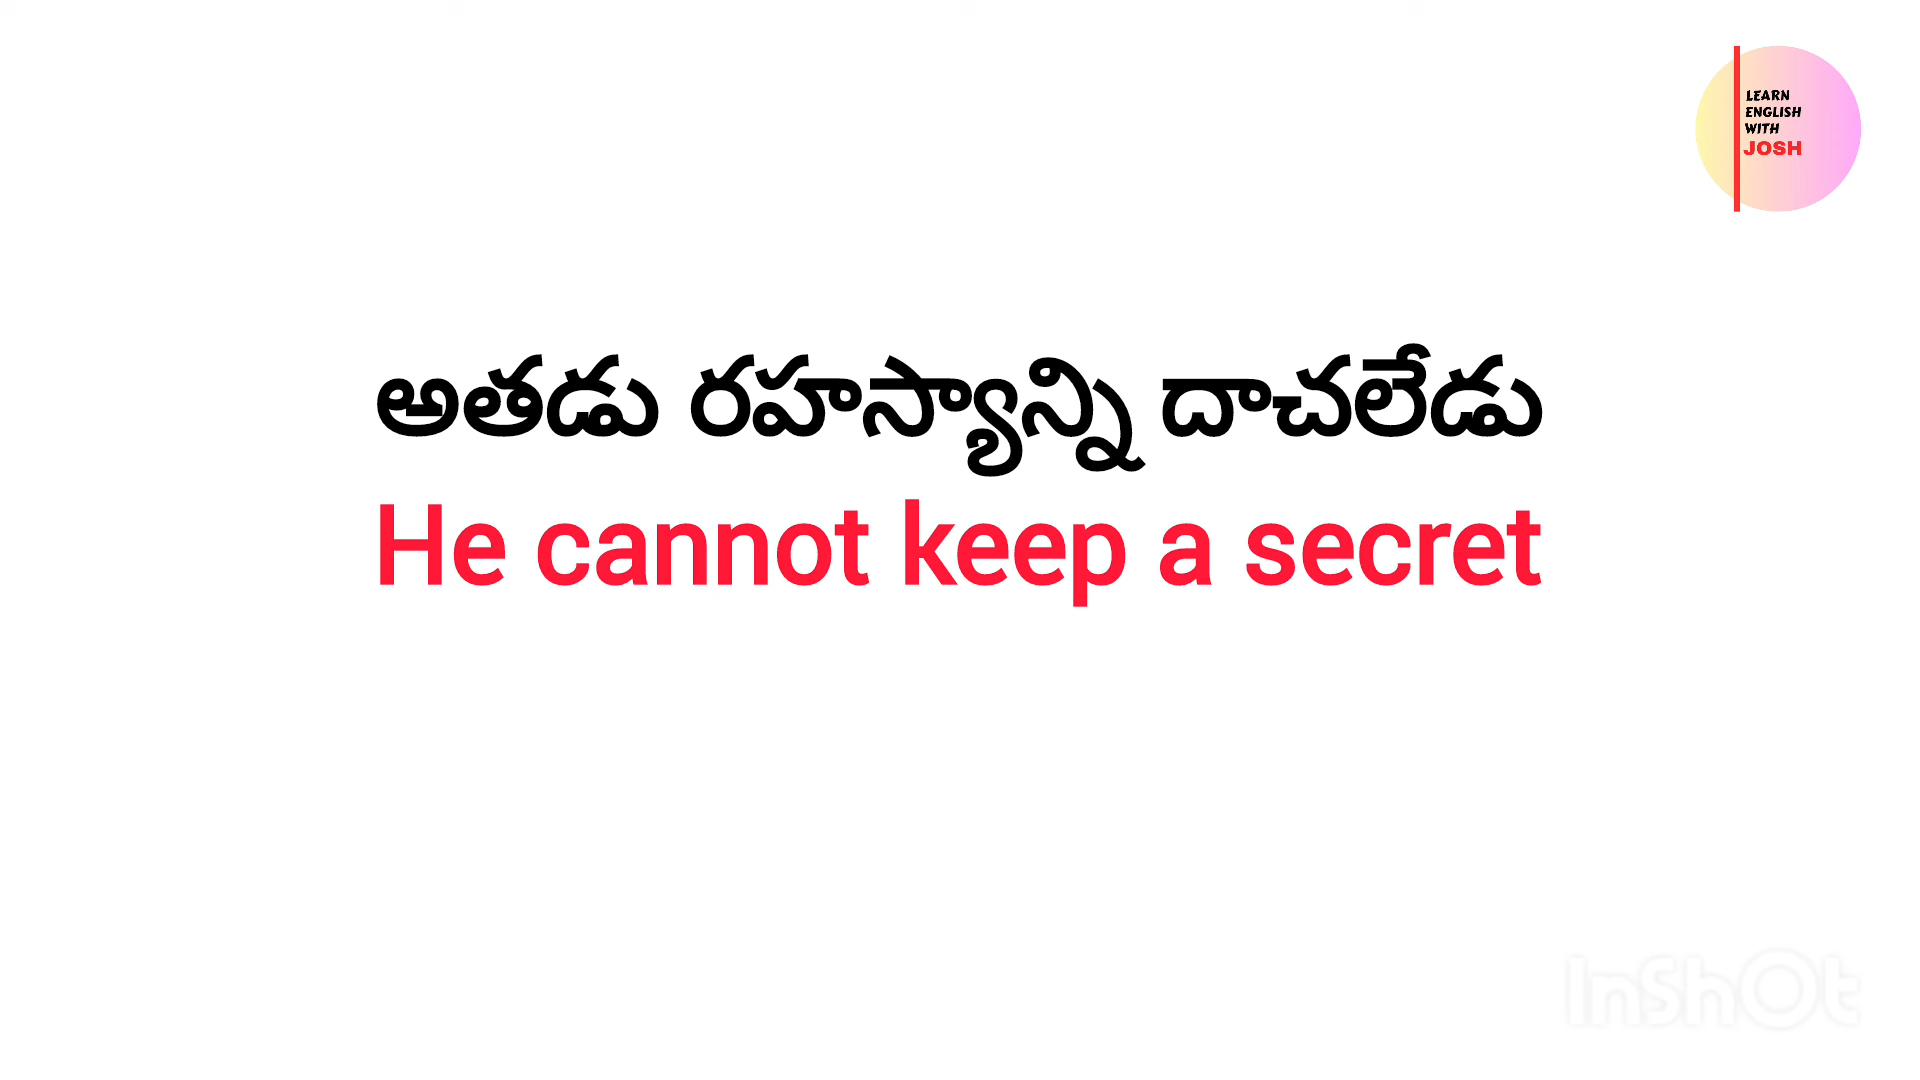 LEARN
ENGLISH
WITH
JOSH
అతడు రహస్యాన్ని దాచలేడు
He cannot keep a secret
InShOt